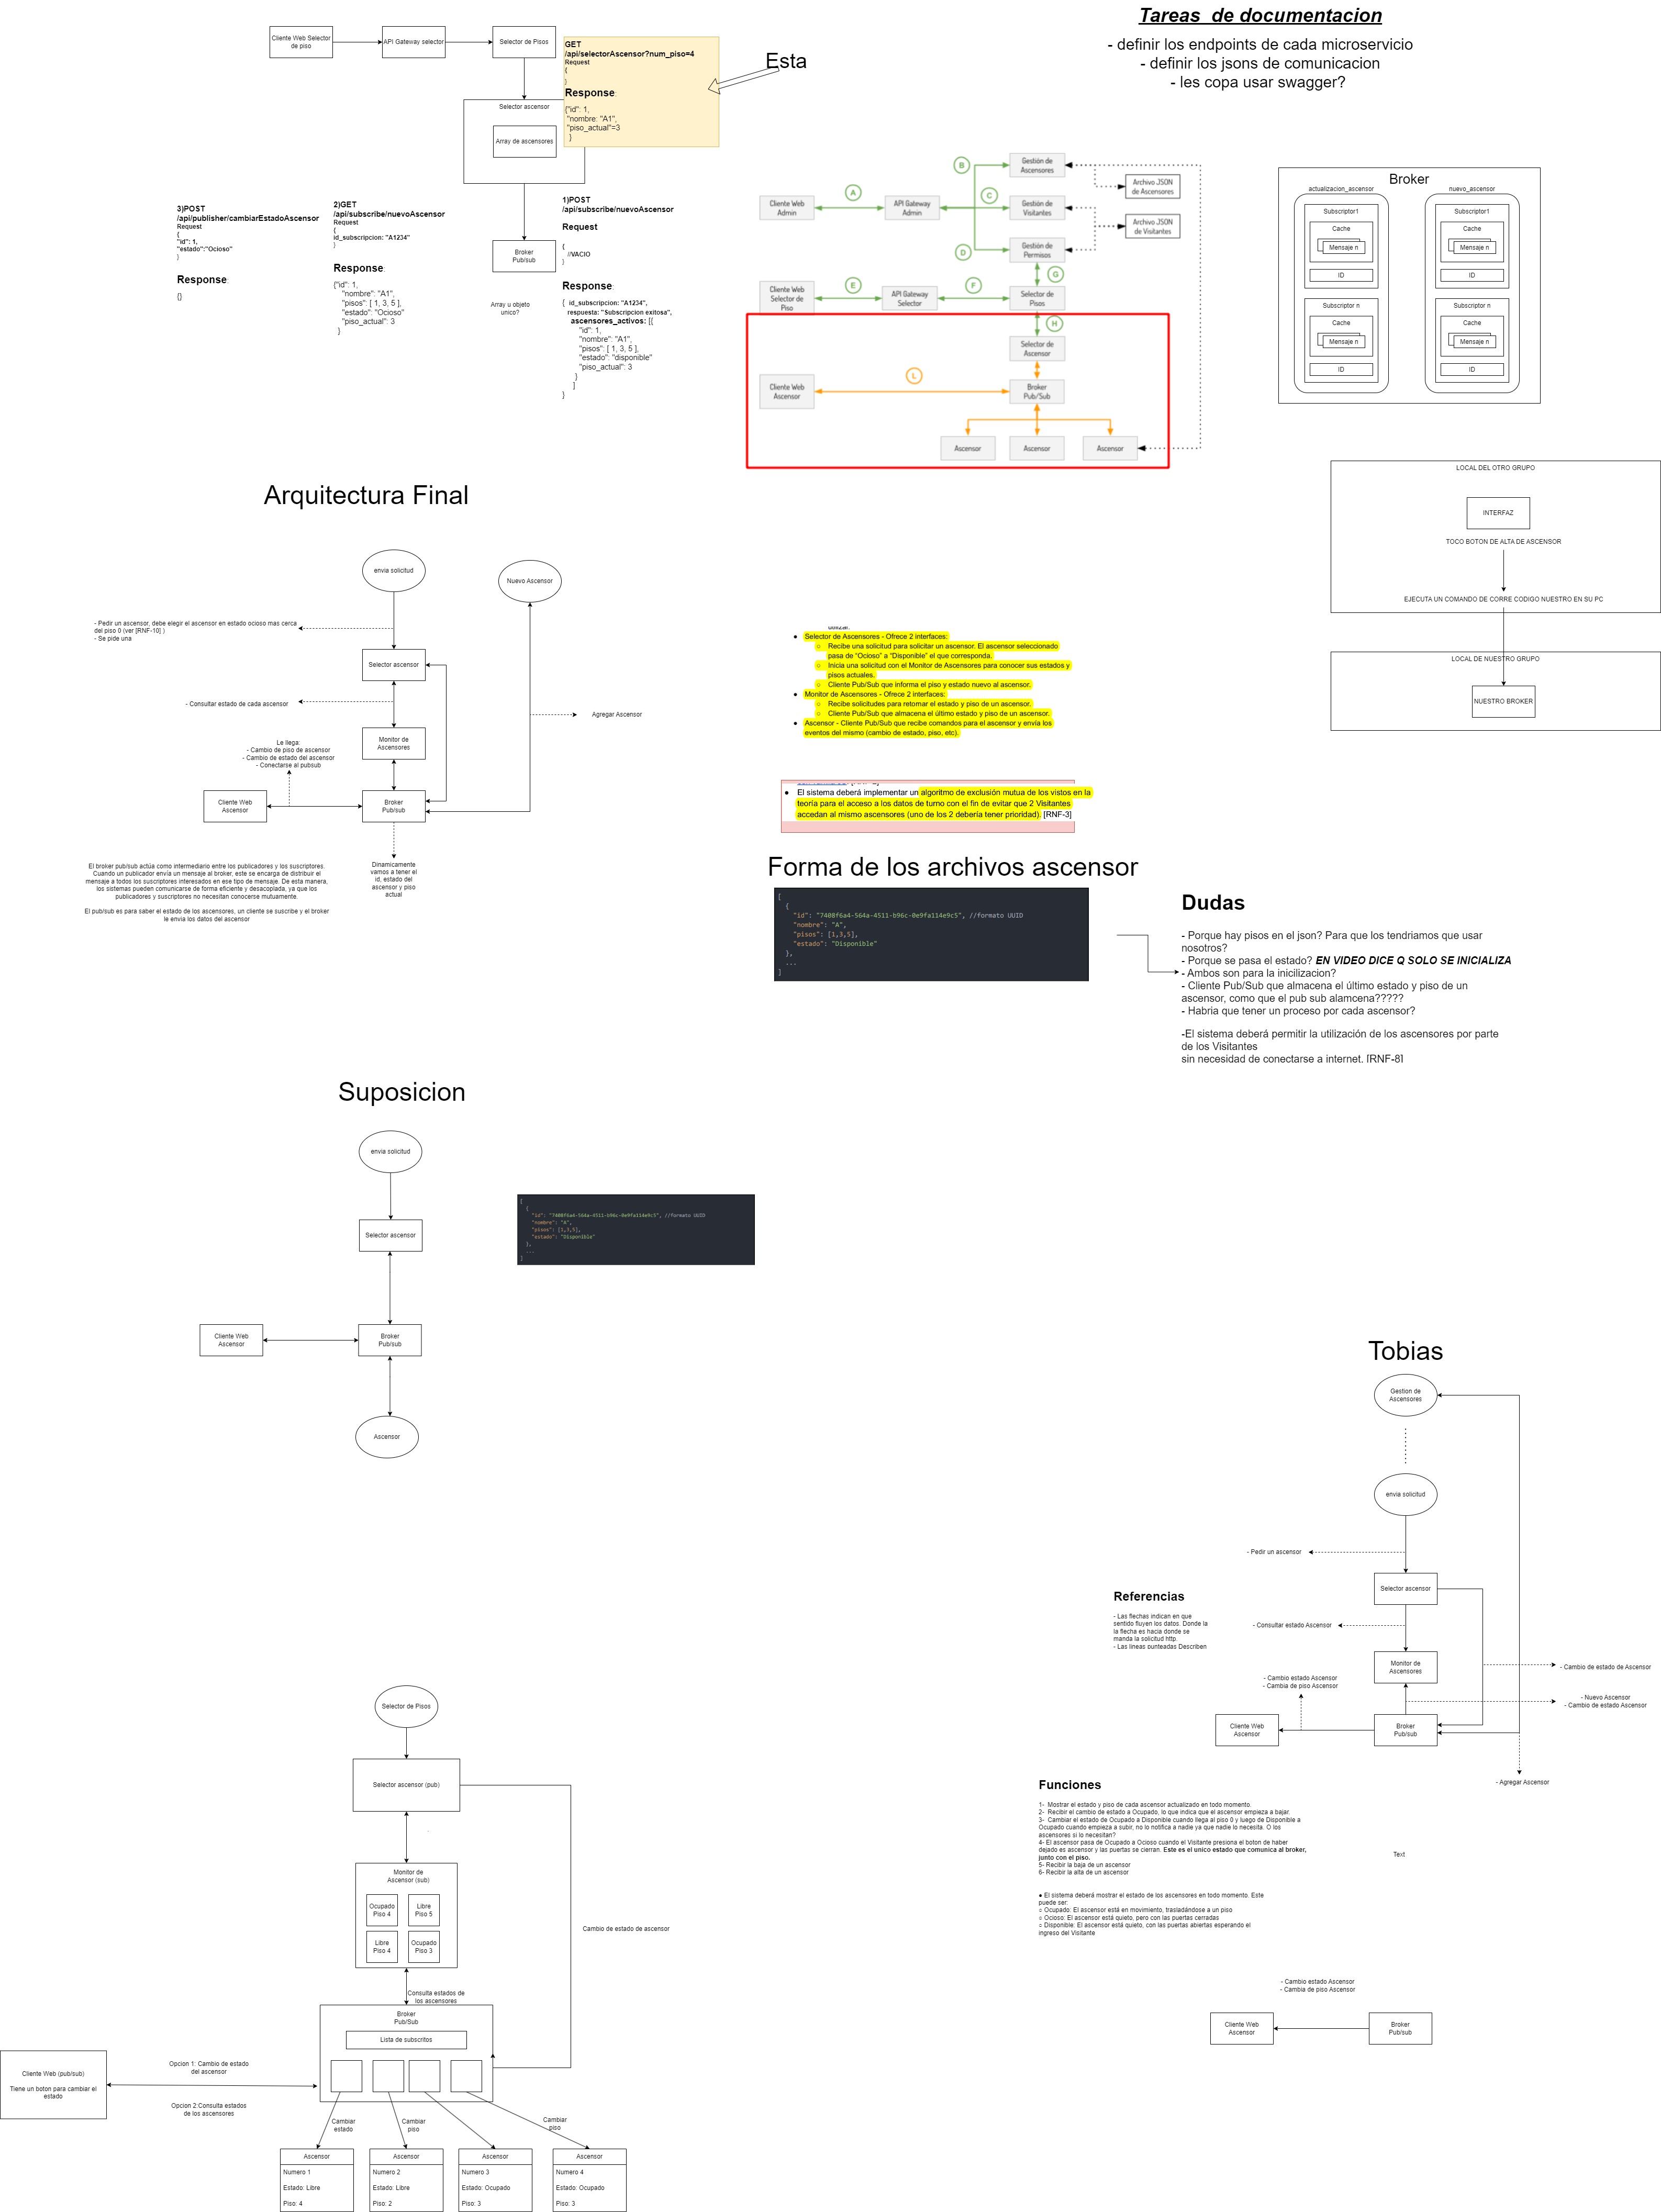 Tareas de documentacion
- definir los endpoints de cada microservicio
- definir los jsons de comunicacion
- les copa usar swagger?
Cliente Web Selector
de piso
API Gateway selector
Selector de Pisos
GET
/api/selectorAscensor?num_piso=4
Request
{
}
Response:
{"id": 1,
"nombre: "A1",
"piso_actual"=3
}
Esta
Selector ascensor
Array de ascensores
Broker
Pub/sub
Array u objeto
unico?
3)POST
/api/publisher/cambiarEstadoAscensor
Request
{
"id": 1,
"estado":"Ocioso"
}
Response:
{}
2)GET
/api/subscribe/nuevoAscensor
Request
{
id_subscripcion: "A1234"
}
Response:
{"id": 1,
"nombre": "A1",
"pisos": [ 1, 3, 5 ],
"estado": "Ocioso"
"piso_actual": 3
}
1)POST
/api/subscribe/nuevoAscensor
Request
{
//VACIO
}
Response:
{ id_subscripcion: "A1234",
respuesta: "Subscripcion exitosa",
ascensores_activos: [{
"id": 1,
"nombre": "A1",
"pisos": [ 1, 3, 5 ],
"estado": "disponible"
"piso_actual": 3
}
]
}
Cliente Web
Admin
A
API Gateway
Admin
B
C
D
Gestión de
Ascensores
Gestión de
Visitantes
Gestión de
Permisos
Archivo JSON
de Ascensores
Archivo JSON
de Visitantes
G
Cliente Web
Selector de
Piso
E
API Gateway
Selector
F
Selector de
Pisos
H
Selector de
Ascensor
Cliente Web
Ascensor
L
Broker
Pub/Sub
Ascensor
Ascensor
Ascensor
Broker
actualizacion_ascensor
nuevo_ascensor
Subscriptor1
Cache
Mensaje n
ID
Subscriptor n
Cache
Mensaje n
ID
Subscriptor1
Cache
Mensaje n
ID
Subscriptor n
Cache
Mensaje n
ID
LOCAL DEL OTRO GRUPO
INTERFAZ
TOCO BOTON DE ALTA DE ASCENSOR
EJECUTA UN COMANDO DE CORRE CODIGO NUESTRO EN SU PC
LOCAL DE NUESTRO GRUPO
NUESTRO BROKER
Arquitectura Final
envia solicitud
Nuevo Ascensor
- Pedir un ascensor, debe elegir el ascensor en estado ocioso mas cerca
del piso 0 (ver [RNF-10] )
- Se pide una
Selector ascensor
- Consultar estado de cada ascensor
Agregar Ascensor
Monitor de
Ascensores
Le llega:
- Cambio de piso de ascensor
- Cambio de estado del ascensor
- Conectarse al pubsub
Cliente Web
Ascensor
Broker
Pub/sub
Dinamicamente
vamos a tener el
id, estado del
ascensor y piso
actual
El broker pub/sub actúa como intermediario entre los publicadores y los suscriptores.
Cuando un publicador envía un mensaje al broker, este se encarga de distribuir el
mensaje a todos los suscriptores interesados en ese tipo de mensaje. De esta manera,
los sistemas pueden comunicarse de forma eficiente y desacoplada, ya que los
publicadores y suscriptores no necesitan conocerse mutuamente.
El pub/sub es para saber el estado de los ascensores, un cliente se suscribe y el broker
le envia los datos del ascensor
utilizar.
● Selector de Ascensores - Ofrece 2 interfaces:
○ Recibe una solicitud para solicitar un ascensor. El ascensor seleccionado
pasa de "Ocioso" a "Disponible" el que corresponda.
○ Inicia una solicitud con el Monitor de Ascensores para conocer sus estados y
pisos actuales.
○ Cliente Pub/Sub que informa el piso y estado nuevo al ascensor.
● Monitor de Ascensores - Ofrece 2 interfaces:
○ Recibe solicitudes para retornar el estado y piso de un ascensor.
○ Cliente Pub/Sub que almacena el último estado y piso de un ascensor.
● Ascensor - Cliente Pub/Sub que recibe comandos para el ascensor y envía los
eventos del mismo (cambio de estado, piso, etc).
● El sistema deberá implementar un algoritmo de exclusión mutua de los vistos en la
teoría para el acceso a los datos de turno con el fin de evitar que 2 Visitantes
accedan al mismo ascensores (uno de los 2 debería tener prioridad). [RNF-3]
Forma de los archivos ascensor
[
{
"id": "7408f6a4-564a-4511-b96c-0e9fa114e9c5", //formato UUID
"nombre": "A",
"pisos": [1,3,5],
"estado": "Disponible"
},
...
]
Dudas
- Porque hay pisos en el json? Para que los tendriamos que usar
nosotros?
- Porque se pasa el estado? EN VIDEO DICE Q SOLO SE INICIALIZA
- Ambos son para la inicilizacion?
- Cliente Pub/Sub que almacena el último estado y piso de un
ascensor, como que el pub sub alamcena?????
- Habria que tener un proceso por cada ascensor?
-El sistema deberá permitir la utilización de los ascensores por parte
de los Visitantes
sin necesidad de conectarse a internet. [RNF-8]
Suposicion
envia solicitud
Selector ascensor
Cliente Web
Ascensor
Broker
Pub/sub
Ascensor
[
{
"id": "7408f6a4-564a-4511-b96c-0e9fa114e9c5", //formato UUID
"nombre": "A",
"pisos": [1,3,5],
"estado": "Disponible"
},
...
]
Tobias
Gestion de
Ascensores
envia solicitud
- Pedir un ascensor
Selector ascensor
Referencias
- Las flechas indican en que
sentido fluyen los datos. Donde la
la flecha es hacia donde se
manda la solicitud http.
- Las lineas punteadas Describen
- Consultar estado Ascensor
Monitor de
Ascensores
- Cambio de estado de Ascensor
- Cambio estado Ascensor
- Cambia de piso Ascensor
- Nuevo Ascensor
- Cambio de estado Ascensor
Cliente Web
Ascensor
Broker
Pub/sub
- Agregar Ascensor
Funciones
1- Mostrar el estado y piso de cada ascensor actualizado en todo momento.
2- Recibir el cambio de estado a Ocupado, lo que indica que el ascensor empieza a bajar.
3- Cambiar el estado de Ocupado a Disponible cuando llega al piso 0 y luego de Disponible a
Ocupado cuando empieza a subir, no lo notifica a nadie ya que nadie lo necesita. O los
ascensores si lo necesitan?
4- El ascensor pasa de Ocupado a Ocioso cuando el Visitante presiona el boton de haber
dejado es ascensor y las puertas se cierran. Este es el unico estado que comunica al broker,
junto con el piso.
5- Recibir la baja de un ascensor
6- Recibir la alta de un ascensor
Text
● El sistema deberá mostrar el estado de los ascensores en todo momento. Este
puede ser:
○ Ocupado: El ascensor está en movimiento, trasladándose a un piso
○ Ocioso: El ascensor está quieto, pero con las puertas cerradas
○ Disponible: El ascensor está quieto, con las puertas abiertas esperando el
ingreso del Visitante
- Cambio estado Ascensor
- Cambia de piso Ascensor
Cliente Web
Ascensor
Broker
Pub/sub
Selector de Pisos
Selector ascensor (pub)
Monitor de
Ascensor (sub)
Ocupado
Piso 4
Libre
Piso 5
Libre
Piso 4
Ocupado
Piso 3
Cambio de estado de ascensor
Consulta estados de
los ascensores
Broker
Pub/Sub
Lista de subscritos
Cliente Web (pub/sub)
Tiene un boton para cambiar el
estado
Opcion 1: Cambio de estado
del ascensor
Opcion 2:Consulta estados
de los ascensores
Cambiar
estado
Cambiar
piso
Cambiar
piso
Ascensor
Numero 1
Estado: Libre
Piso: 4
Ascensor
Numero 2
Estado: Libre
Piso: 2
Ascensor
Numero 3
Estado: Ocupado
Piso: 3
Ascensor
Numero 4
Estado: Ocupado
Piso: 3